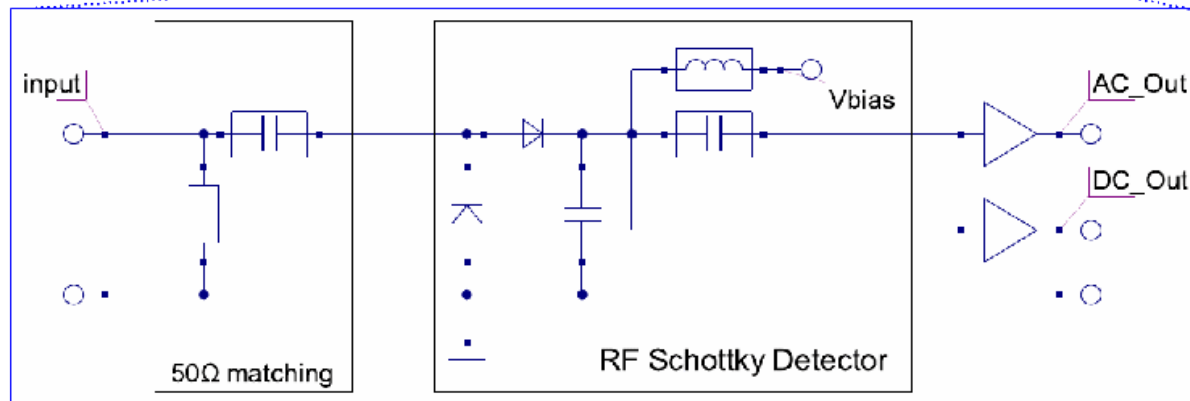 input
Vbias
AC_Out
DC_Out
50Ω matching
RF Schottky Detector